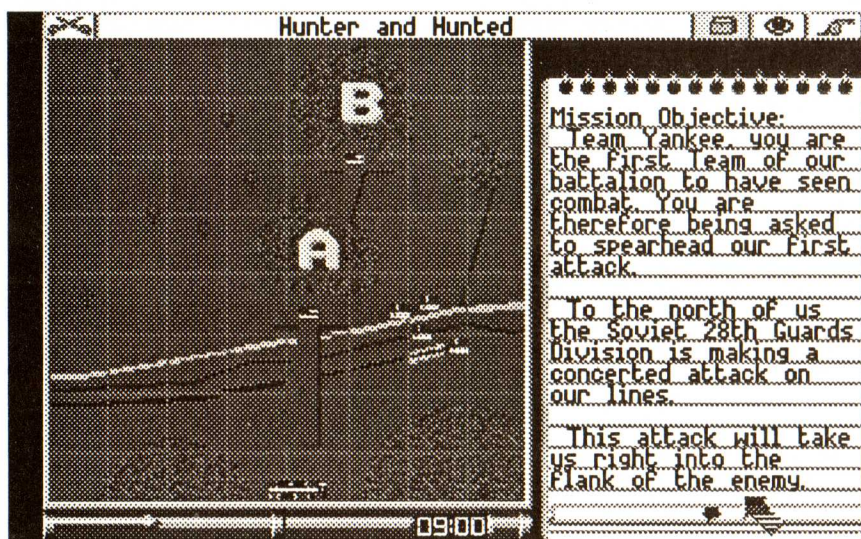 Hunter and Hunted
B
A
09:00
Mission Objective:
Team Yankee, you are
the first Team of our
battalion to have seen
combat. You are
therefore being asked
to spearhead our first
attack.
To the north of us
the Soviet 28th Guards
Division is making a
concerted attack on
our lines.
This attack will take
us right into the
flank of the enemy.